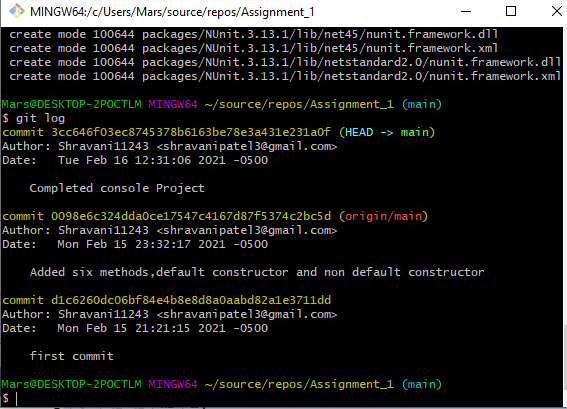 MINGW64:/c/Users/Mars/source/repos/Assignment_1
create mode 100644 packages/NUnit.3.13.1/lib/net45/nunit.framework.dll
create mode 100644 packages/NUnit.3.13.1/lib/net45/nunit.framework.xml
create mode 100644 packages/NUnit.3.13.1/lib/netstandard2.0/nunit.framework.dll
create mode 100644 packages/NUnit.3.13.1/lib/netstandard2.0/nunit.framework.xml
Mars@DESKTOP-2POCTLM MINGW64 ~/source/repos/Assignment_1 (main)
$ git log
commit 3cc646f03ec8745378b6163be78e3a431e231a0f (HEAD -> main)
Author: Shravani11243 <shravanipatel3@gmail.com>
Date:   Tue Feb 16 12:31:06 2021 -0500
Completed console Project
commit 0098e6c324dda0ce17547c4167d87f5374c2bc5d (origin/main)
Author: Shravani11243 <shravanipatel3@gmail.com>
Date:   Mon Feb 15 23:32:17 2021 -0500
Added six methods,default constructor and non default constructor
commit d1c6260dc06bf84e4b8e8d8a0aabd82a1e3711dd
Author: Shravani11243 <shravanipatel3@gmail.com>
Date:   Mon Feb 15 21:21:15 2021 -0500
first commit
Mars@DESKTOP-2POCTLM MINGW64 ~/source/repos/Assignment_1 (main)
$